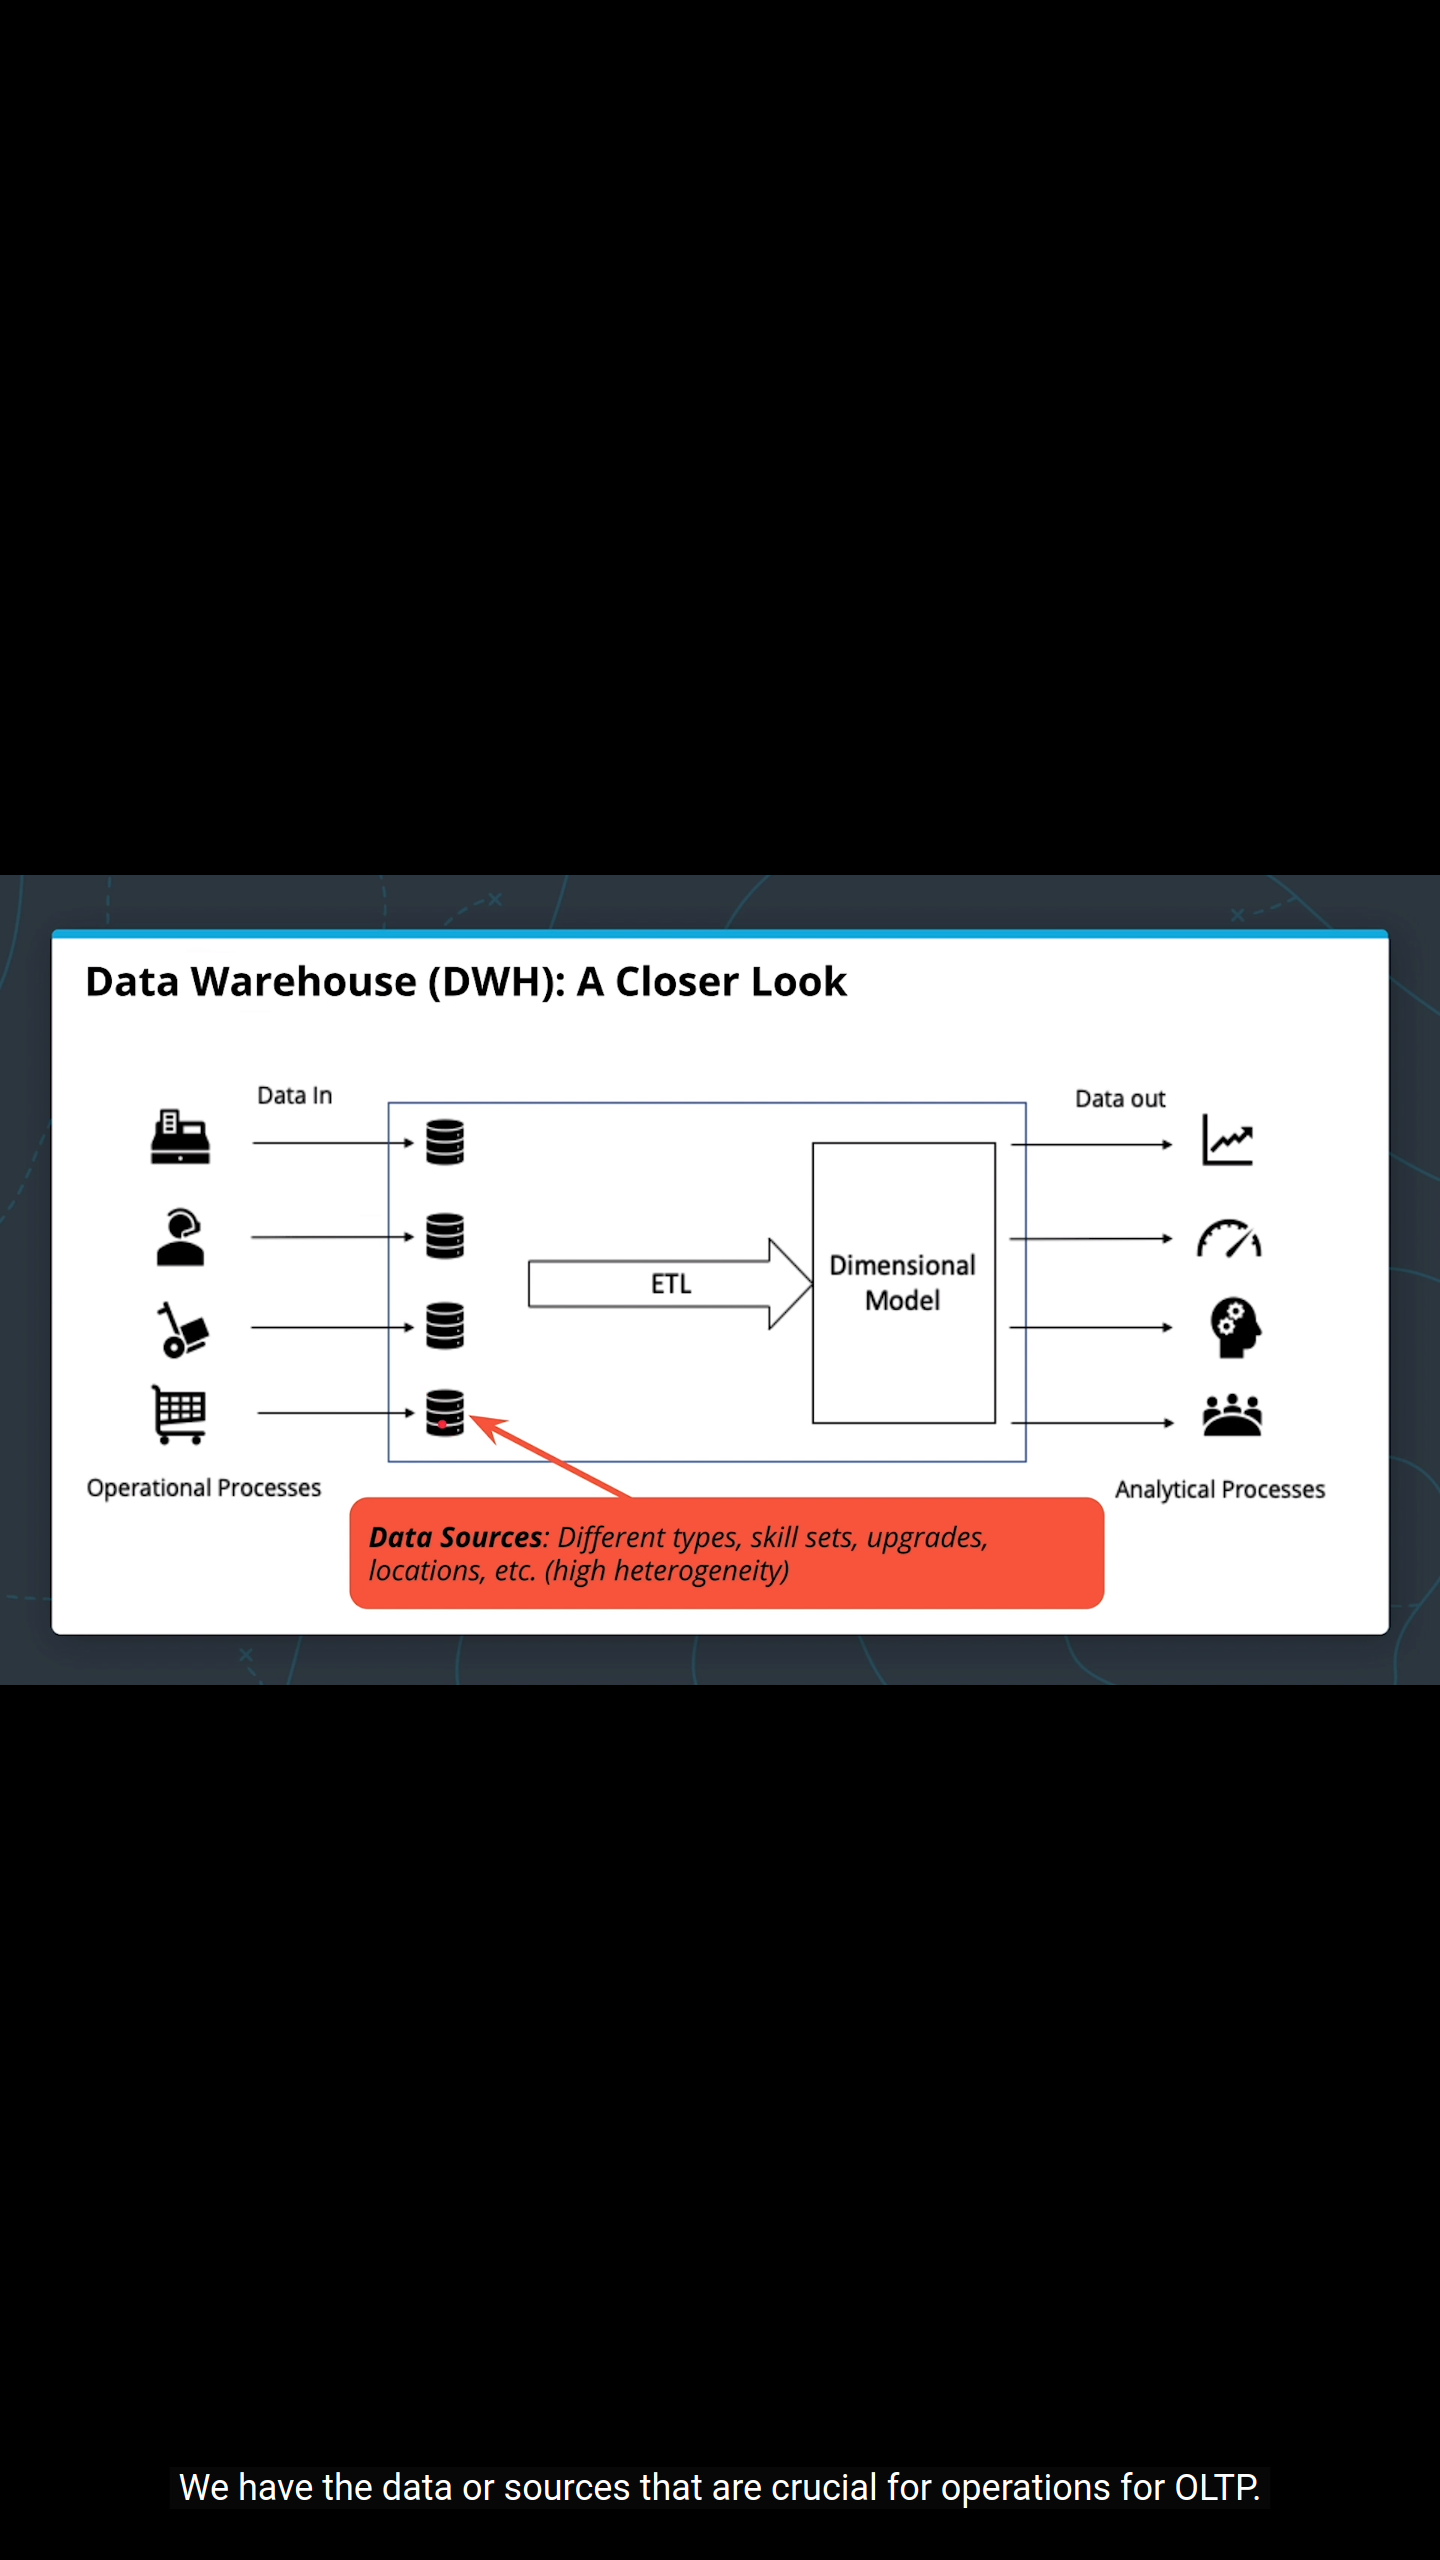 Data Warehouse (DWH): A Closer Look
Data In
Data out
ETL
Dimensional
Model
Operational Processes
Analytical Processes
Data Sources: Different types, skill sets, upgrades,
locations, etc. (high heterogeneity)
We have the data or sources that are crucial for operations for OLTP.